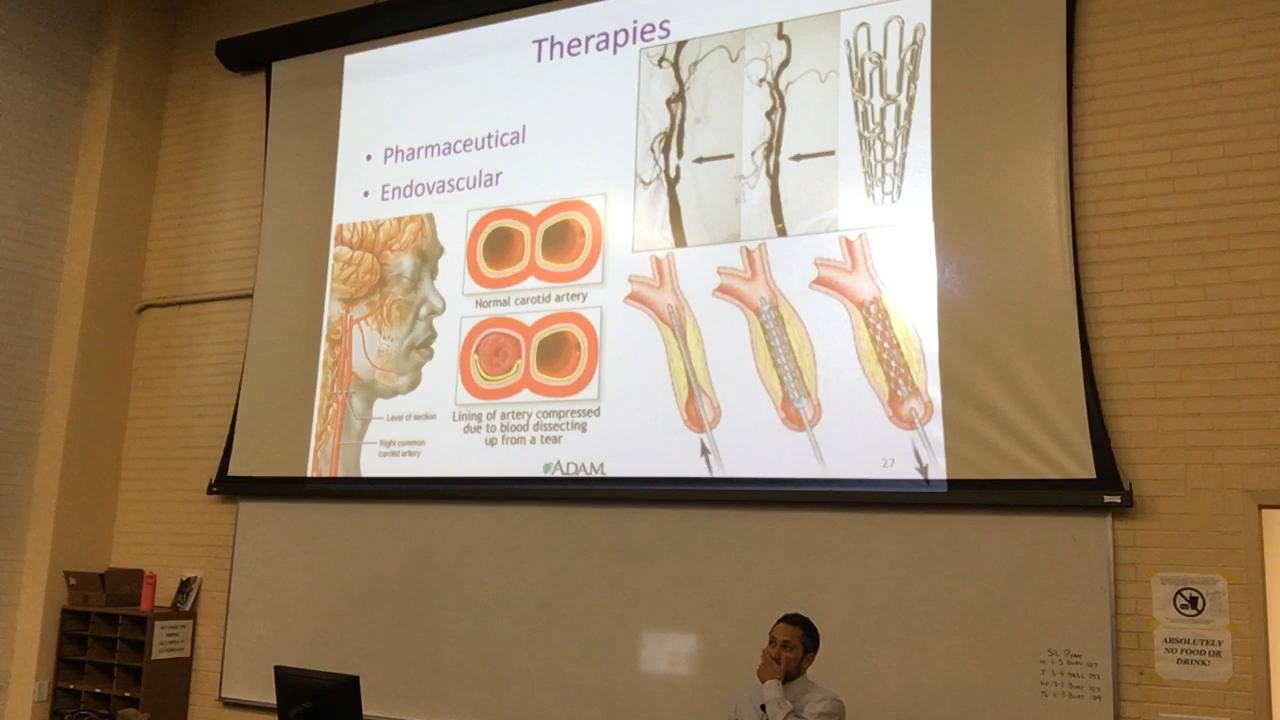 Therapies
• Pharmaceutical
• Endovascular
Normal carotid artery
Level of section
Right common
carotid artery
Lining of artery compressed
due to blood dissecting
up from a tear
ADAM.
27
ABSOLUTELY
NO FOOD OR
DRINK!